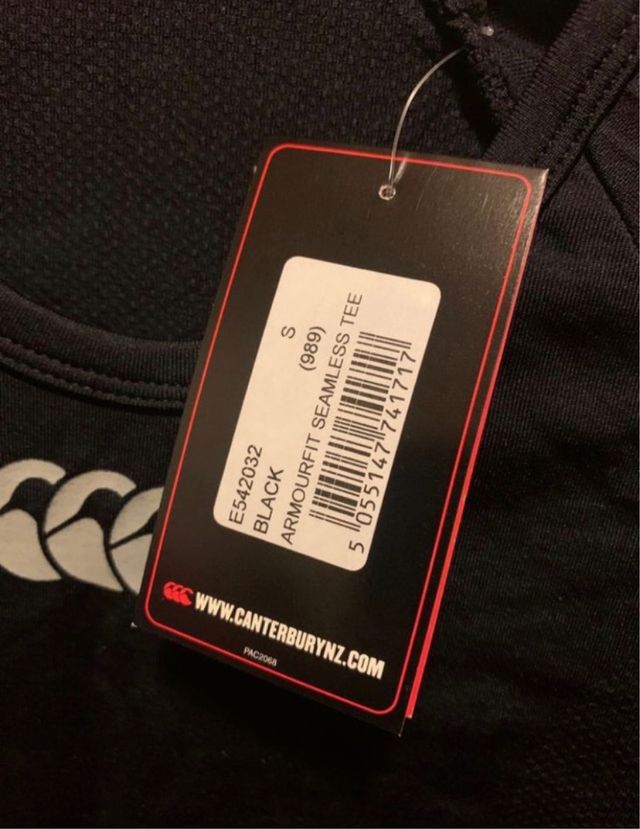 S
(989)
E542032
BLACK
ARMOURFIT SEAMLESS TEE
5 055147 741717
WWW.CANTERBURYNZ.COM
PAC2068